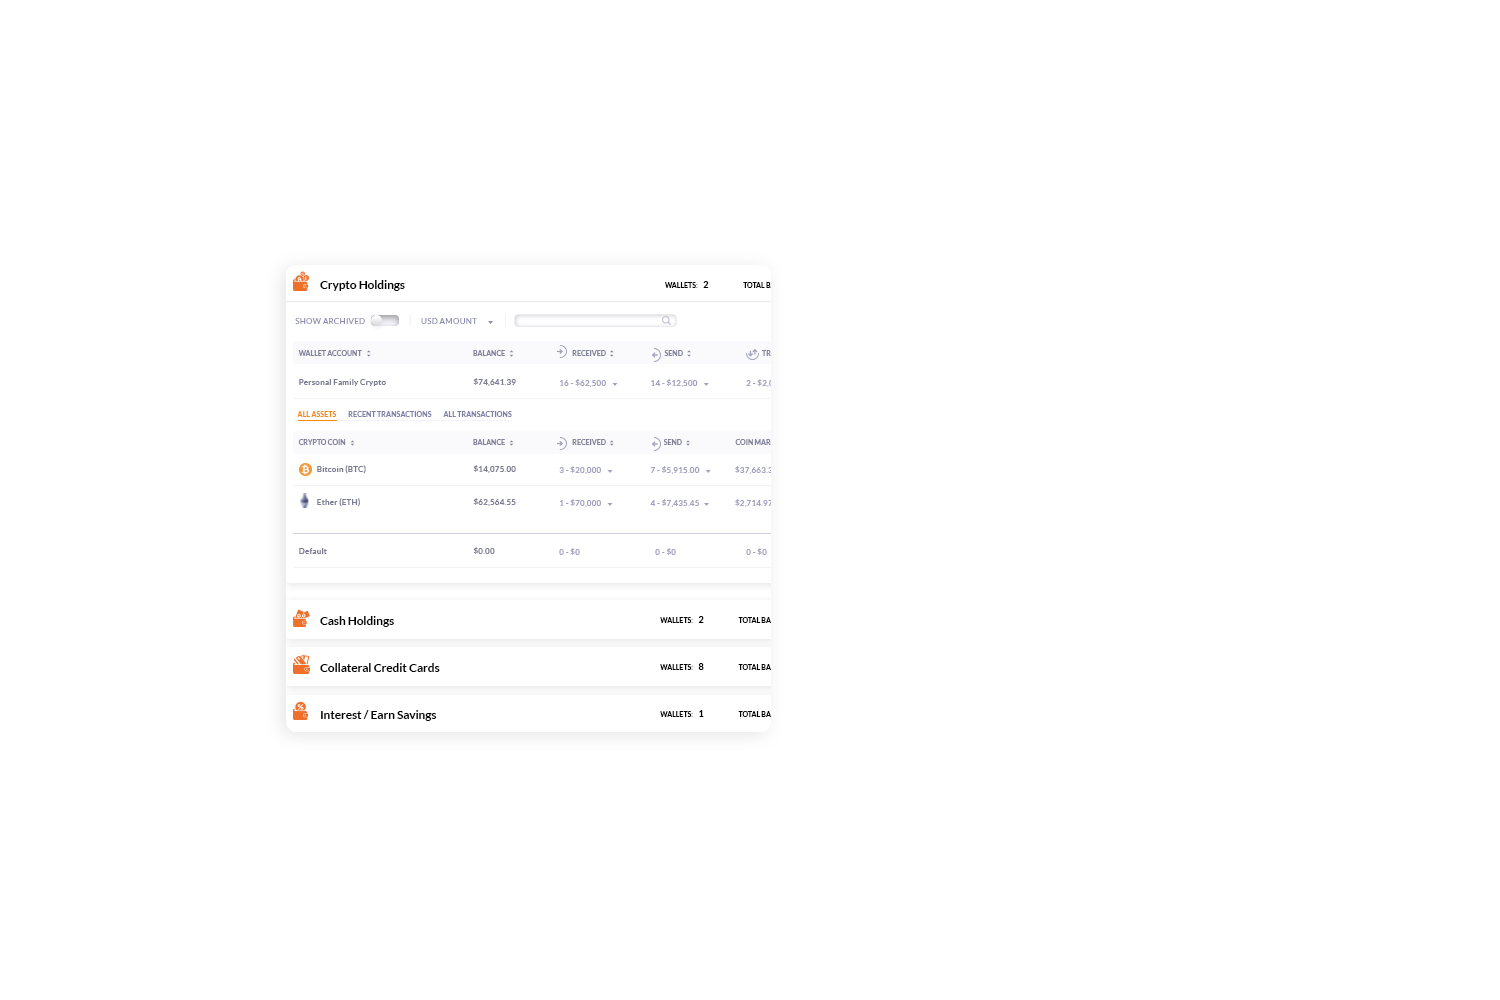 Crypto Holdings WALLETS: 2 TOTAL B
SHOW ARCHIVED USD AMOUNT
WALLET ACCOUNT BALANCE RECEIVED SEND TR
Personal Family Crypto $74,641.39 16 - $62,500 14 - $12,500 2 - $2,
ALL ASSETS RECENT TRANSACTIONS ALL TRANSACTIONS
CRYPTO COIN BALANCE RECEIVED SEND COIN MAR
Bitcoin (BTC) $14,075.00 3 - $20,000 7 - $5,915.00 $37,663.3
Ether (ETH) $62,564.55 1 - $70,000 4 - $7,435.45 $2,714.97
Default $0.00 0 - $0 0 - $0 0 - $0
Cash Holdings WALLETS: 2 TOTAL BA
Collateral Credit Cards WALLETS: 8 TOTAL BA
Interest / Earn Savings WALLETS: 1 TOTAL BA